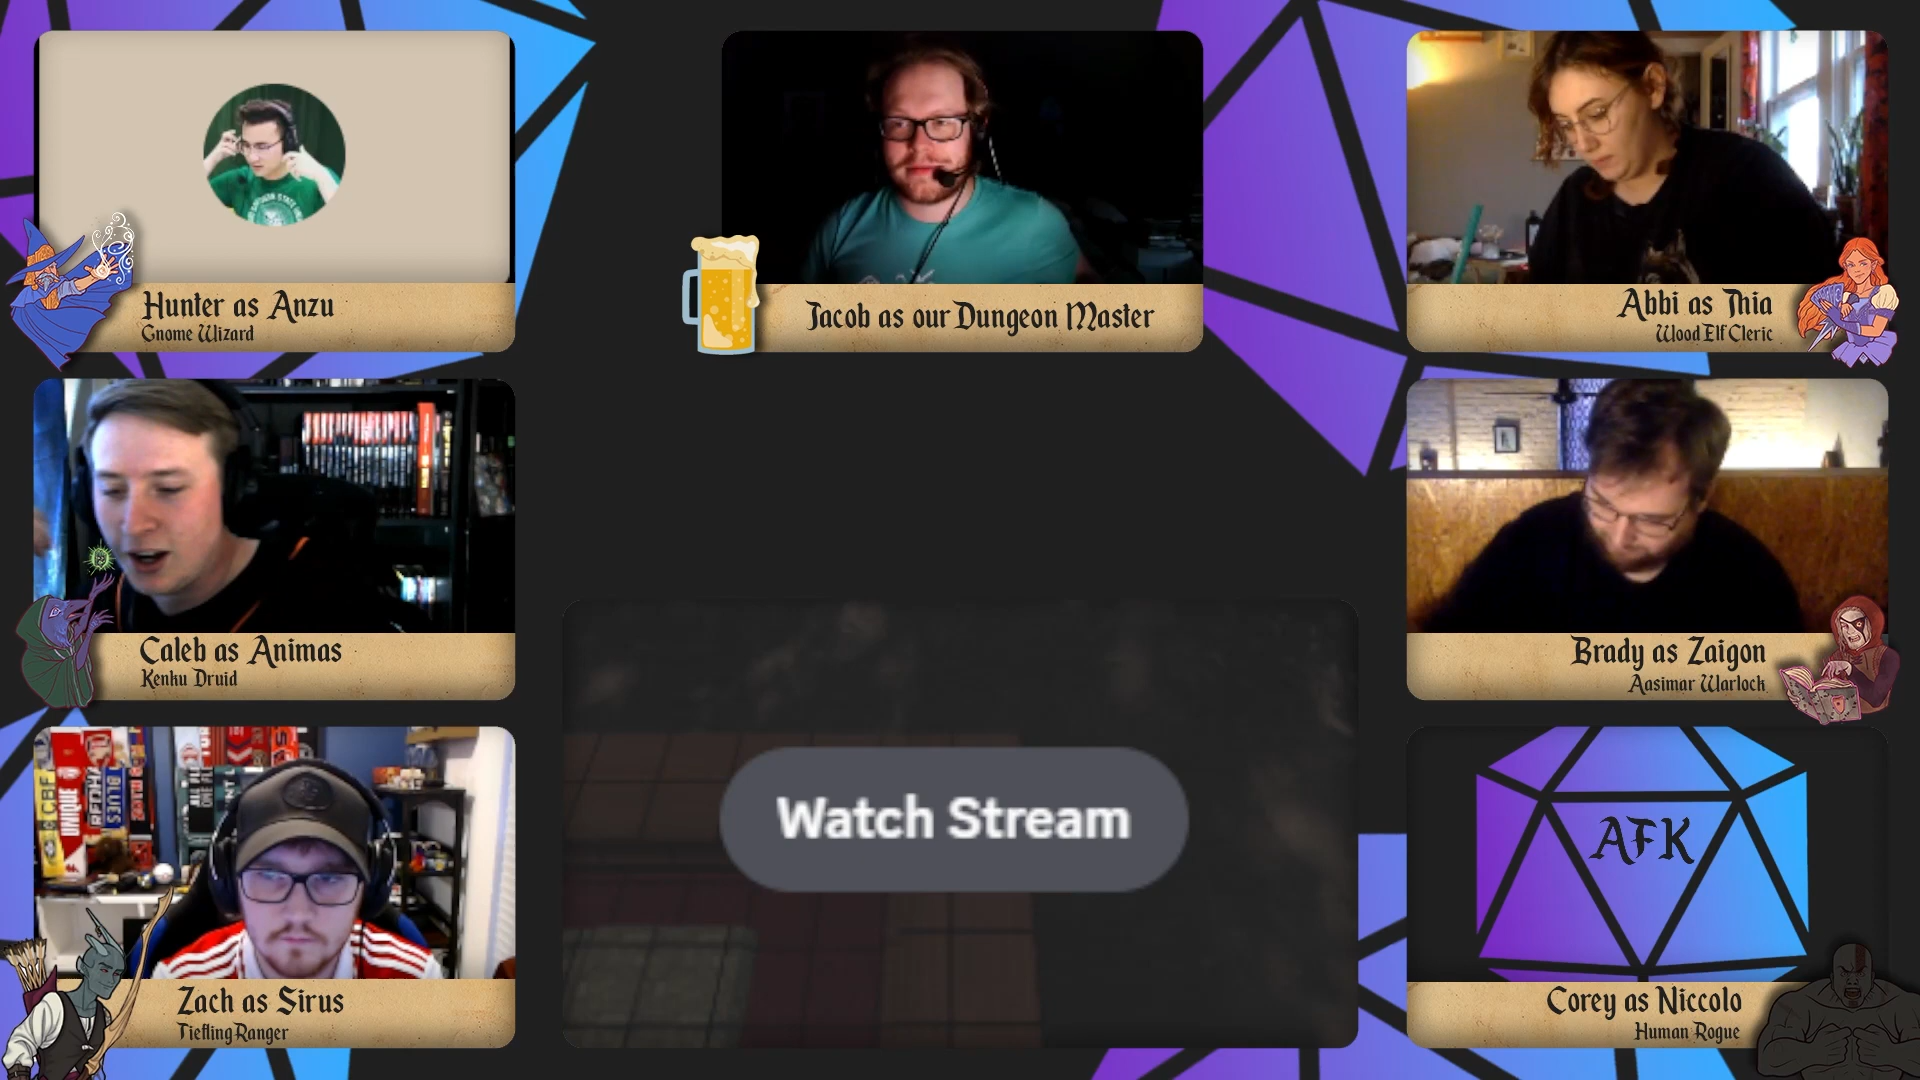 Hunter as Anzu
Gnome Wizard
Jacob as our Dungeon Master
Abbi as Thia
Wood Elf Cleric
Caleb as Animas
Kenku Druid
Brady as Zaigon
Aasimar Warlock
Zach as Sirus
Tiefling Ranger
Watch Stream
AFK
Corey as Niccolo
Human Rogue
BLUES